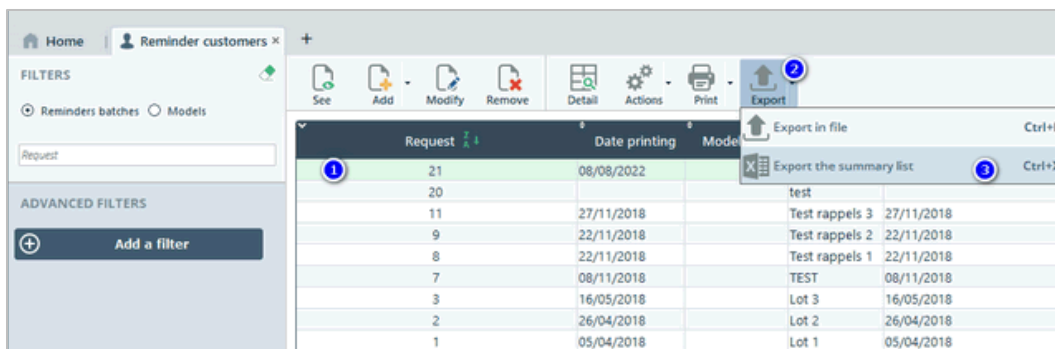 Home | Reminder customers × +
FILTERS
Reminders batches Models
Request
ADVANCED FILTERS
Add a filter
See Add Modify Remove Detail Actions Print Export
2
Export in file
Export the summary list 3
Request Date printing
1 21 08/08/2022
20 test
11 27/11/2018 Test rappels 3 27/11/2018
9 22/11/2018 Test rappels 2 22/11/2018
8 22/11/2018 Test rappels 1 22/11/2018
7 08/11/2018 TEST 08/11/2018
3 16/05/2018 Lot 3 16/05/2018
2 26/04/2018 Lot 2 26/04/2018
1 05/04/2018 Lot 1 05/04/2018